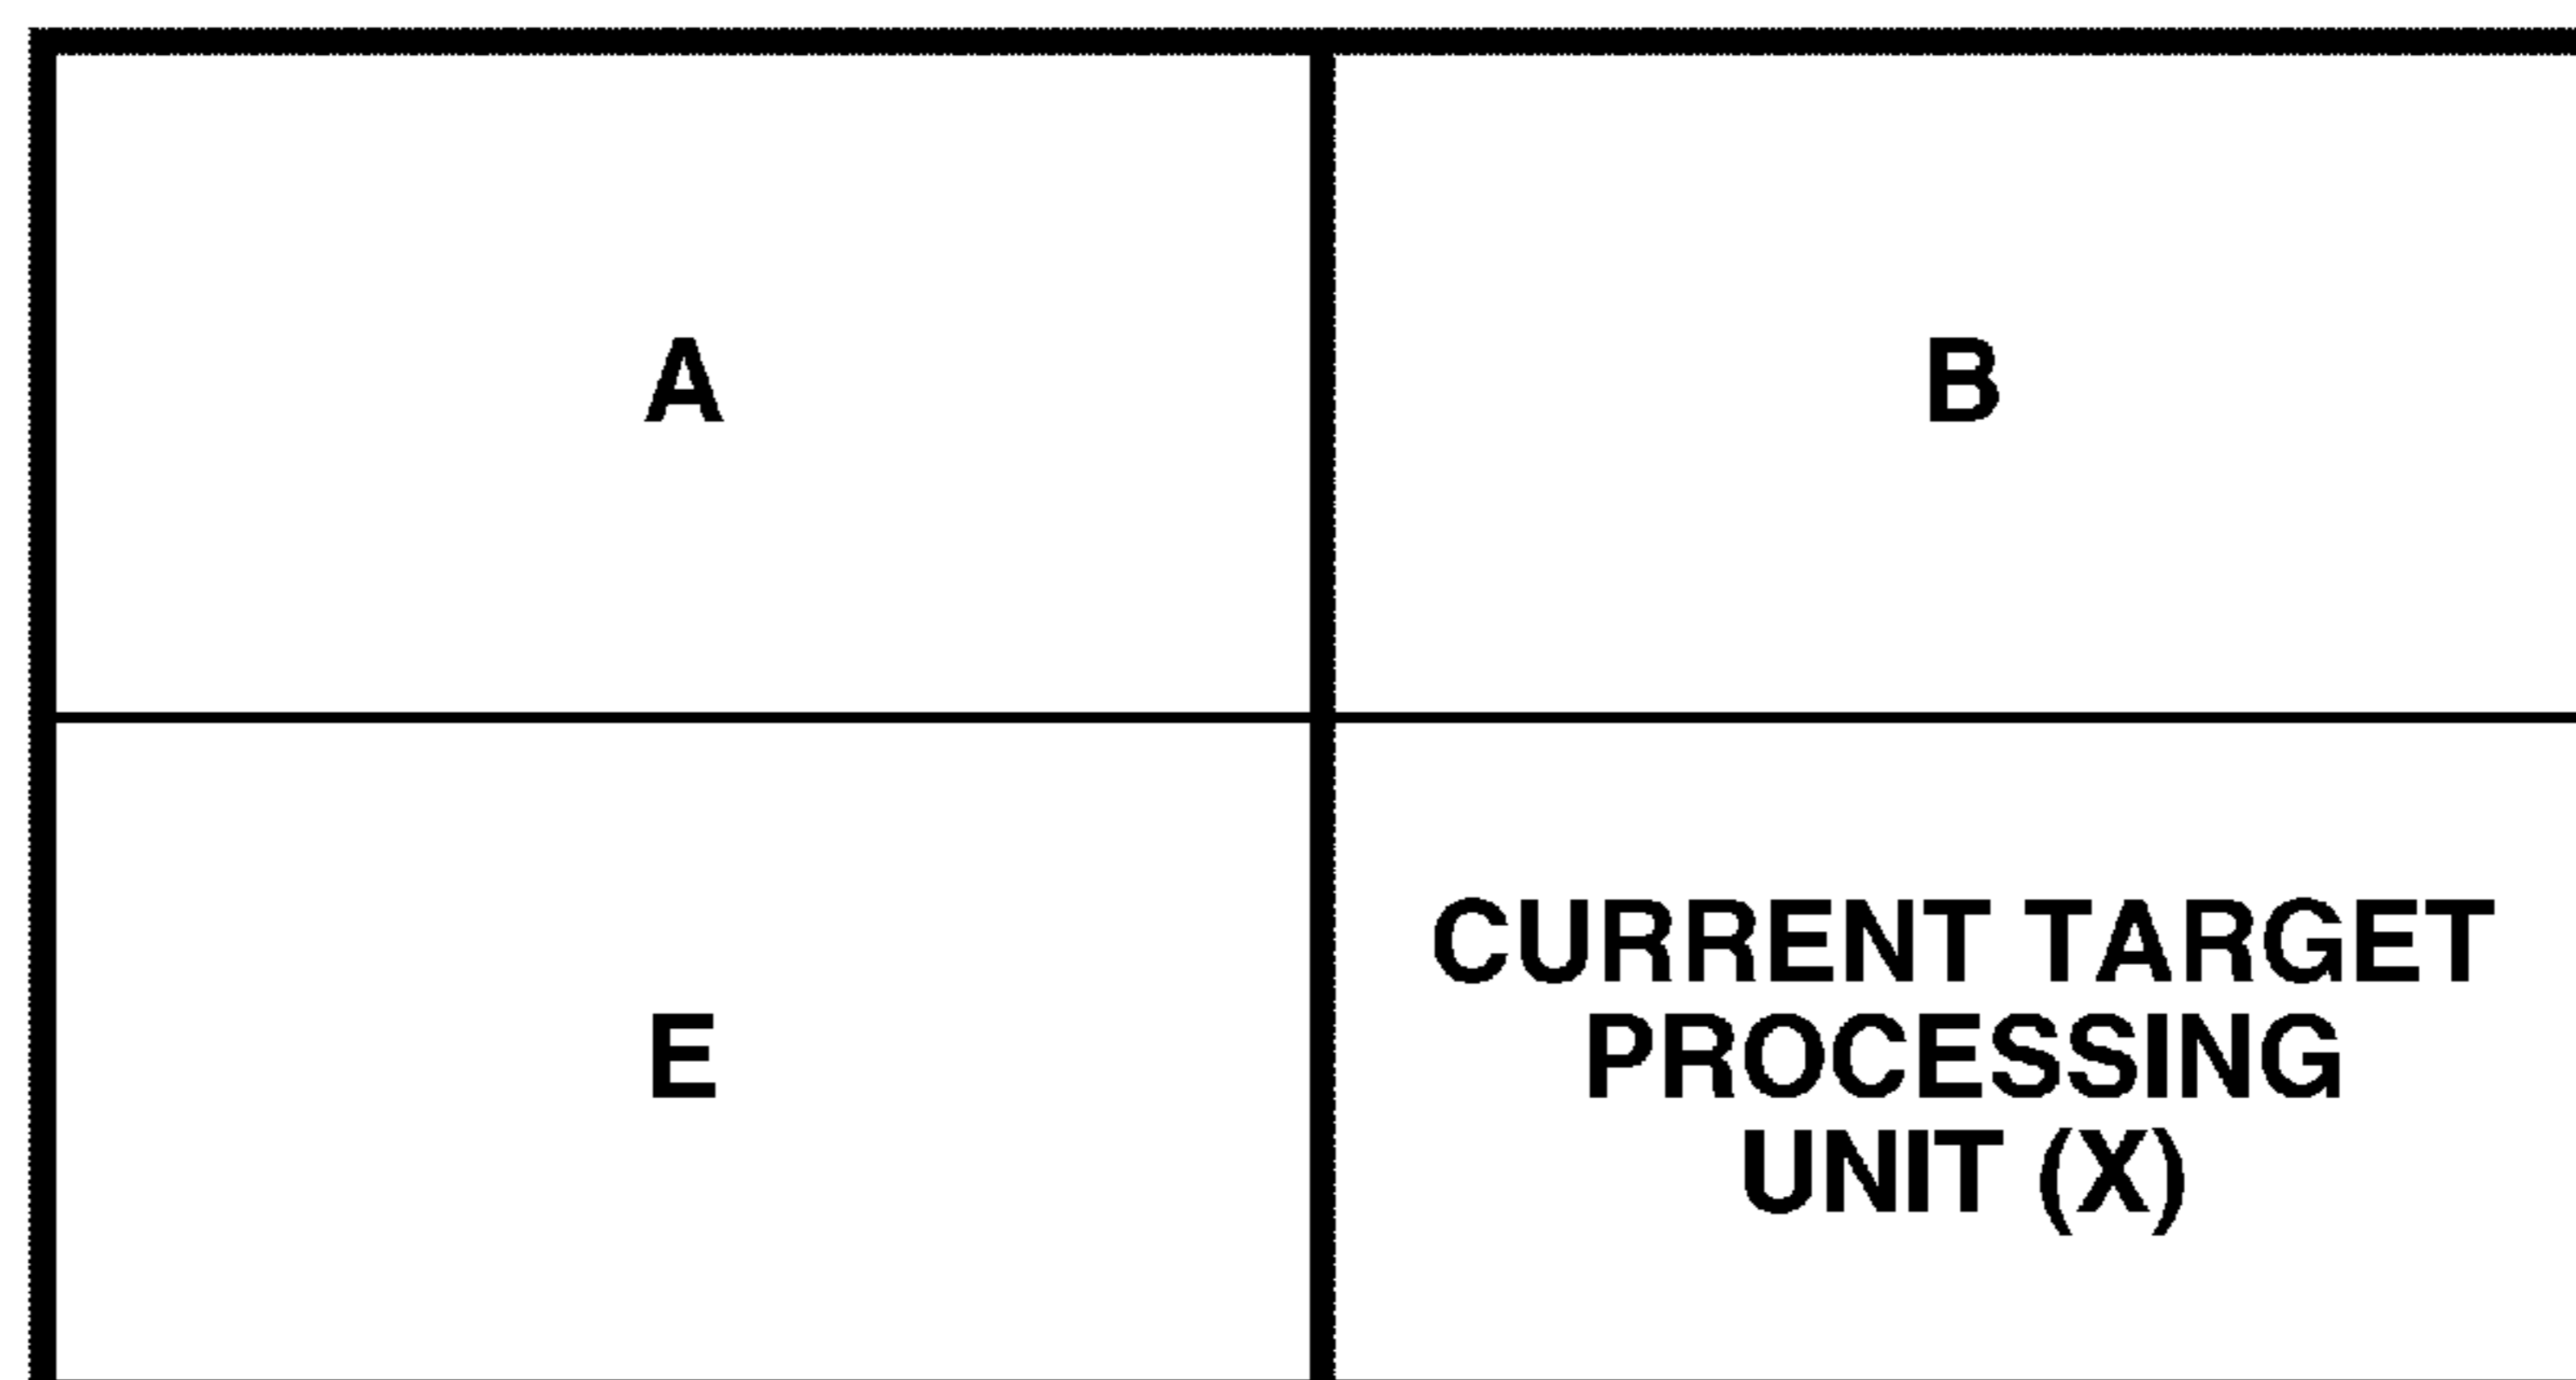 A
B
E
CURRENT TARGET
PROCESSING
UNIT (X)